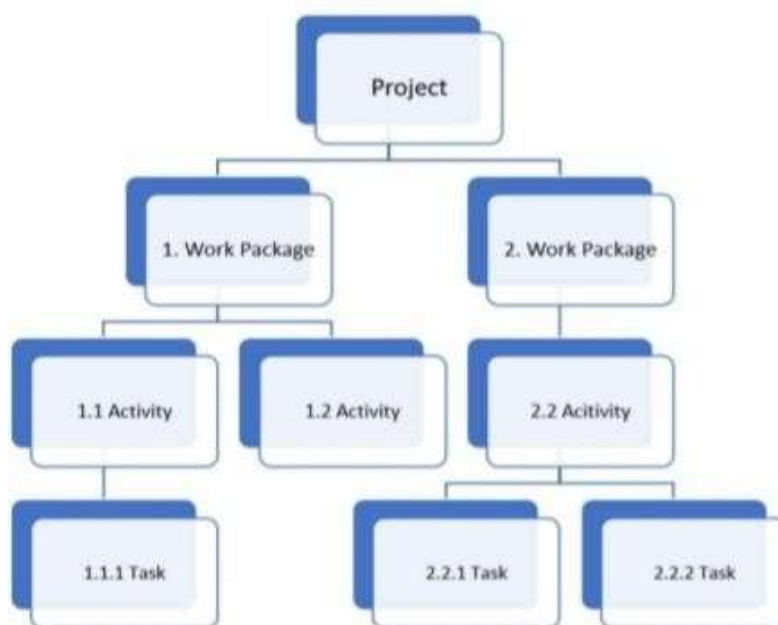 Project
1. Work Package
2. Work Package
1.1 Activity
1.2 Activity
2.2 Acitivity
1.1.1 Task
2.2.1 Task
2.2.2 Task